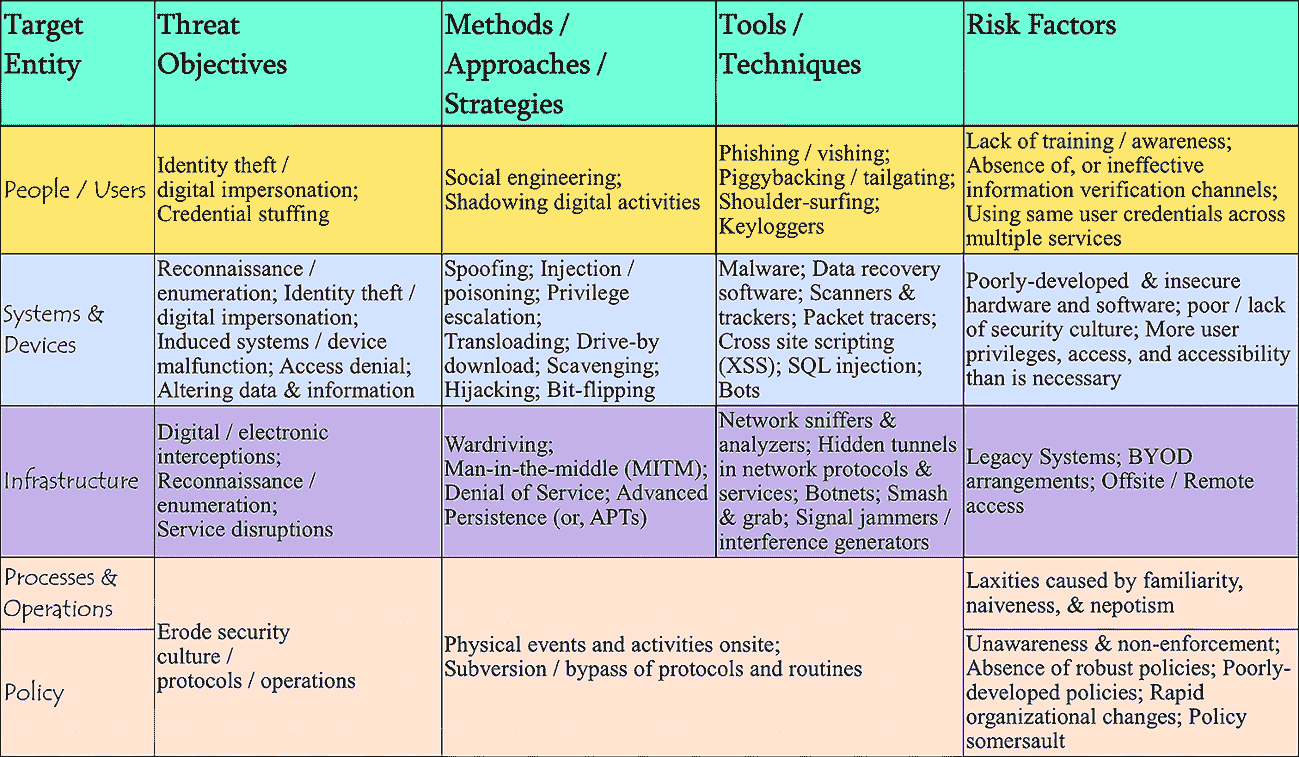 Target
Entity
Threat
Objectives
Methods /
Approaches /
Strategies
Tools /
Techniques
Risk Factors
People / Users
Identity theft /
digital impersonation;
Credential stuffing
Social engineering;
Shadowing digital activities
Phishing / vishing;
Piggybacking / tailgating;
Shoulder-surfing;
Keyloggers
Lack of training / awareness;
Absence of, or ineffective
information verification channels;
Using same user credentials across
multiple services
Systems &
Devices
Reconnaissance /
enumeration; Identity theft /
digital impersonation;
Induced systems / device
malfunction; Access denial;
Altering data & information
Spoofing; Injection /
poisoning; Privilege
escalation;
Transloading; Drive-by
download; Scavenging;
Hijacking; Bit-flipping
Malware; Data recovery
software; Scanners &
trackers; Packet tracers;
Cross site scripting
(XSS); SQL injection;
Bots
Poorly-developed & insecure
hardware and software; poor / lack
of security culture; More user
privileges, access, and accessibility
than is necessary
Infrastructure
Digital / electronic
interceptions;
Reconnaissance /
enumeration;
Service disruptions
Wardriving;
Man-in-the-middle (MITM);
Denial of Service; Advanced
Persistence (or, APTs)
Network sniffers &
analyzers; Hidden tunnels
in network protocols &
services; Botnets; Smash
& grab; Signal jammers /
interference generators
Legacy Systems; BYOD
arrangements; Offsite / Remote
access
Processes &
Operations
Erode security
culture /
protocols / operations
Physical events and activities onsite;
Subversion / bypass of protocols and routines
Laxities caused by familiarity,
naiveness, & nepotism
Policy
Unawareness & non-enforcement;
Absence of robust policies; Poorly-
developed policies; Rapid
organizational changes; Policy
somersault